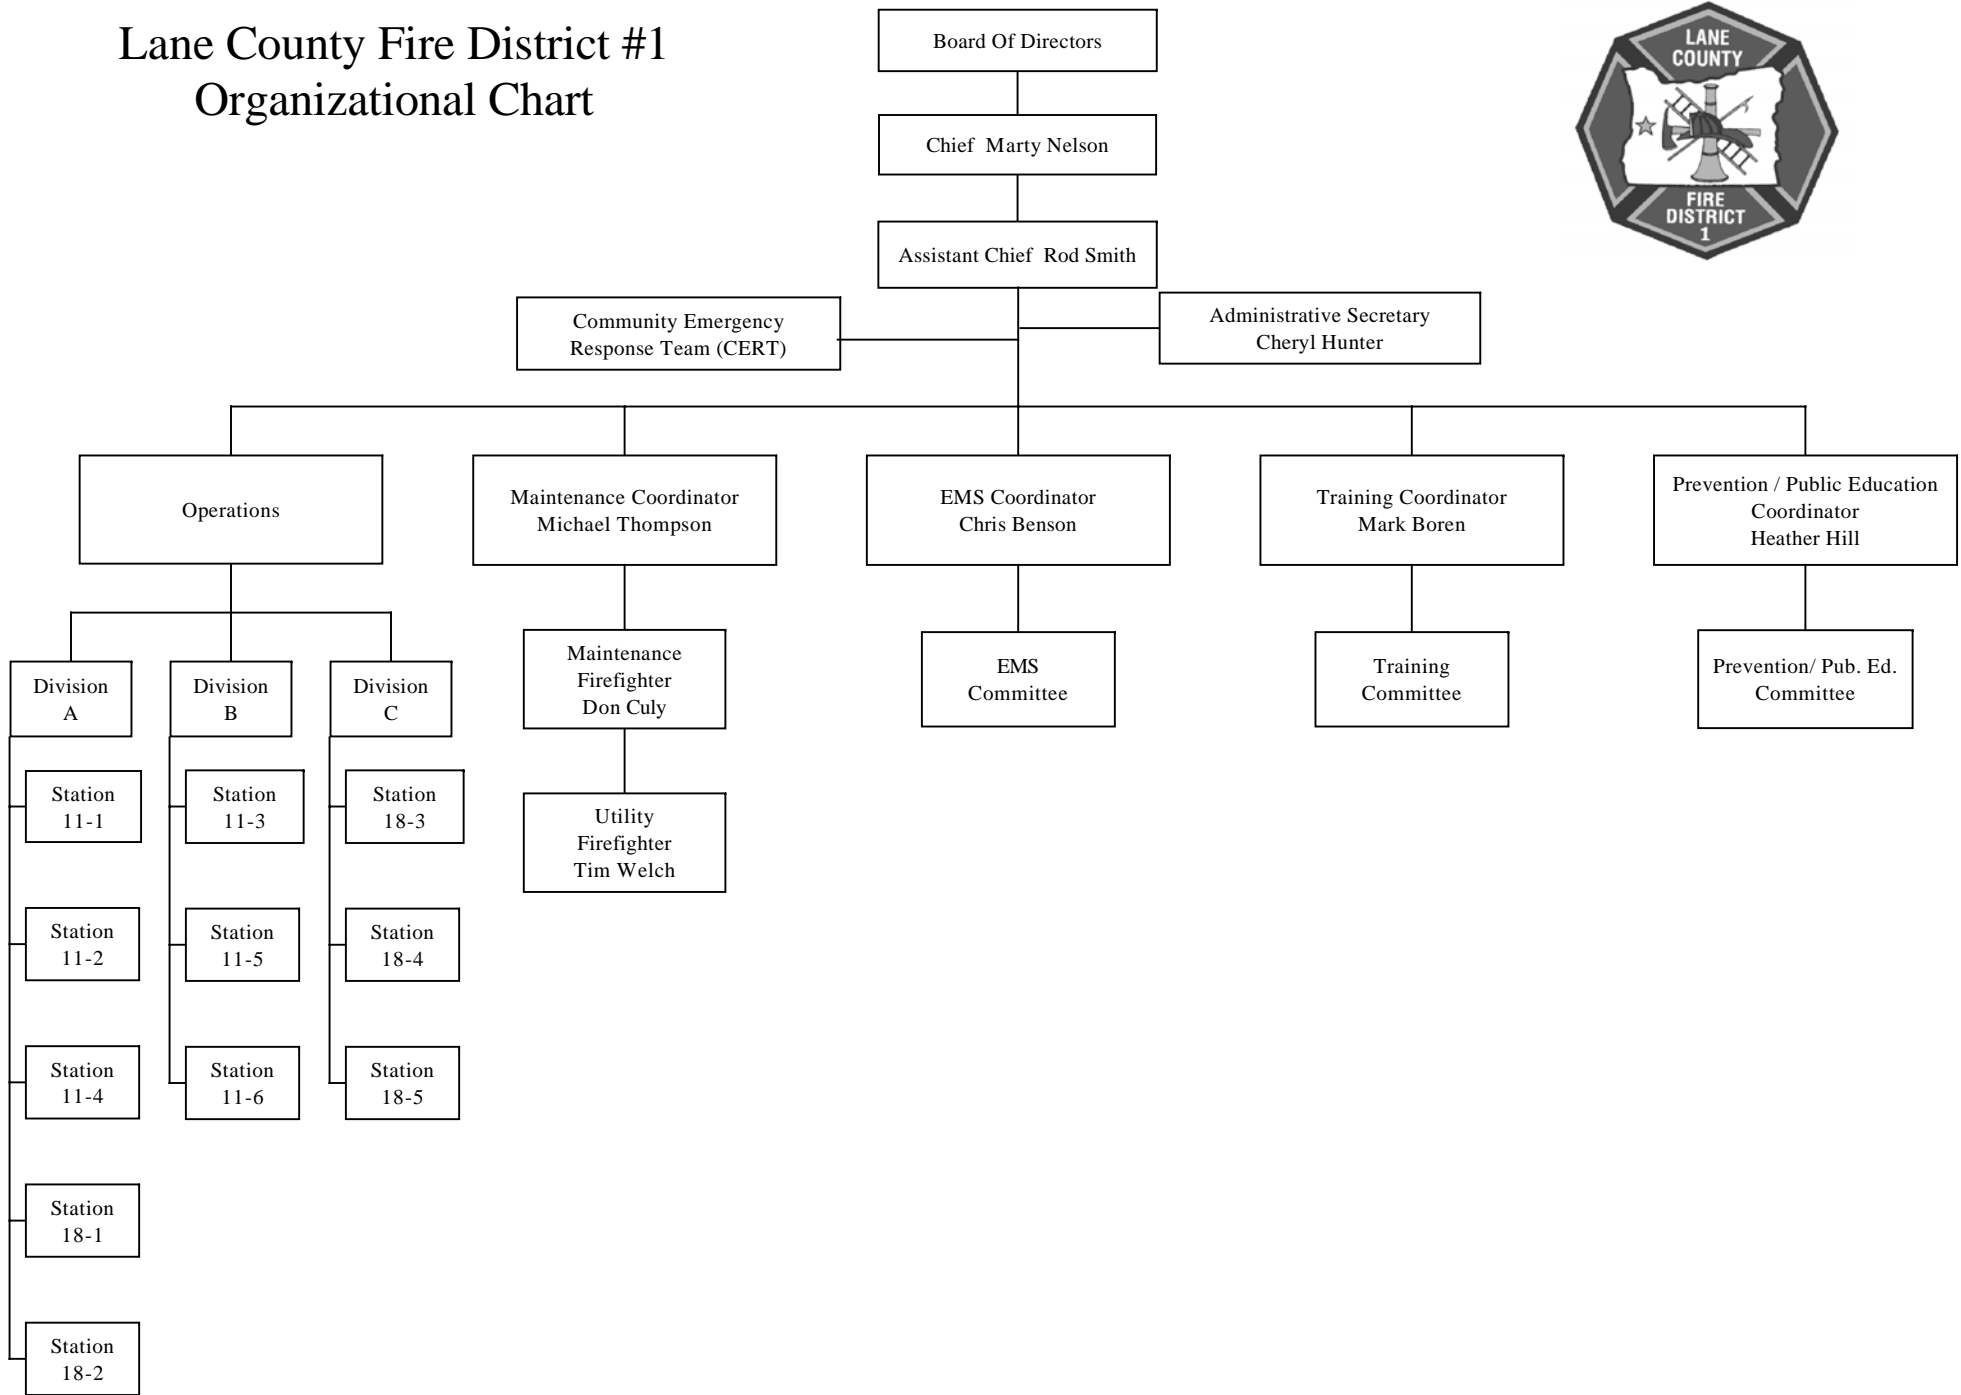 Lane County Fire District #1
Organizational Chart
LANE
COUNTY
FIRE
DISTRICT
1
Board Of Directors
Chief  Marty Nelson
Assistant Chief  Rod Smith
Community Emergency
Response Team (CERT)
Administrative Secretary
Cheryl Hunter
Operations
Maintenance Coordinator
Michael Thompson
EMS Coordinator
Chris Benson
Training Coordinator
Mark Boren
Prevention / Public Education
Coordinator
Heather Hill
Division
A
Division
B
Division
C
Maintenance
Firefighter
Don Culy
EMS
Committee
Training
Committee
Prevention/ Pub. Ed.
Committee
Station
11-1
Station
11-3
Station
18-3
Utility
Firefighter
Tim Welch
Station
11-2
Station
11-5
Station
18-4
Station
11-4
Station
11-6
Station
18-5
Station
18-1
Station
18-2